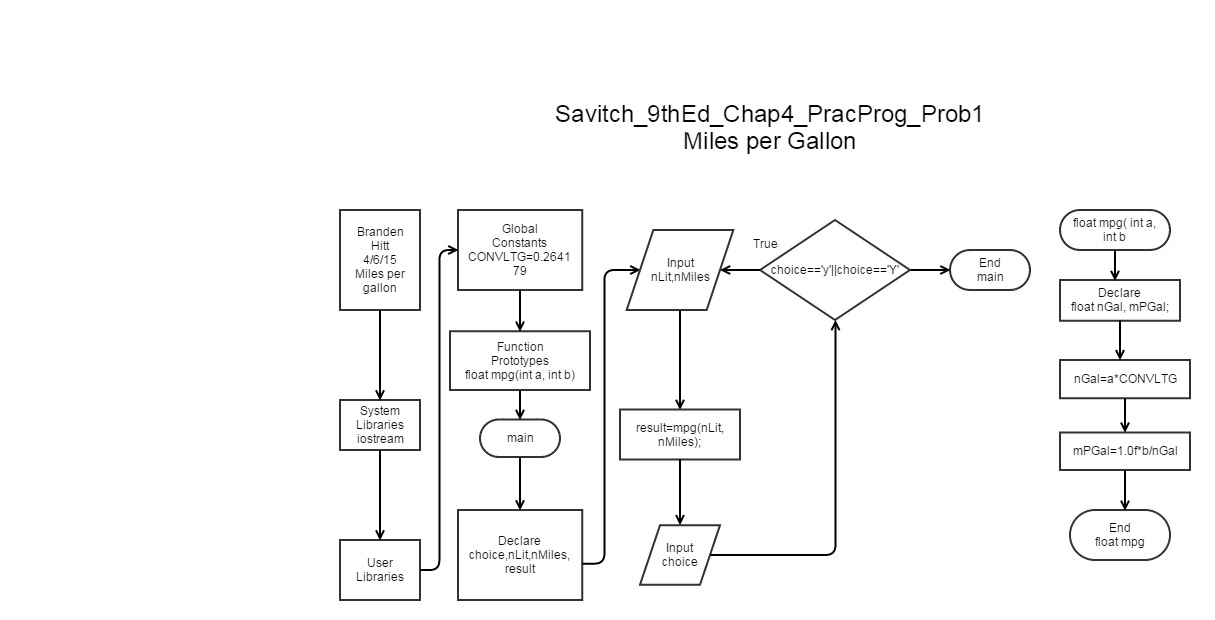 Savitch_9thEd_Chap4_PracProg_Prob1
Miles per Gallon
Branden
Hitt
4/6/15
Miles per
gallon
System
Libraries
iostream
User
Libraries
Global
Constants
CONVLTG=0.2641
79
Function
Prototypes
float mpg(int a, int b)
main
Declare
choice,nLit,nMiles,
result
Input
nLit,nMiles
result=mpg(nLit,
nMiles);
Input
choice
True
choice=='y'||choice=='Y'
End
main
float mpg( int a,
int b
Declare
float nGal, mPGal;
nGal=a*CONVLTG
mPGal=1.0f*b/nGal
End
float mpg